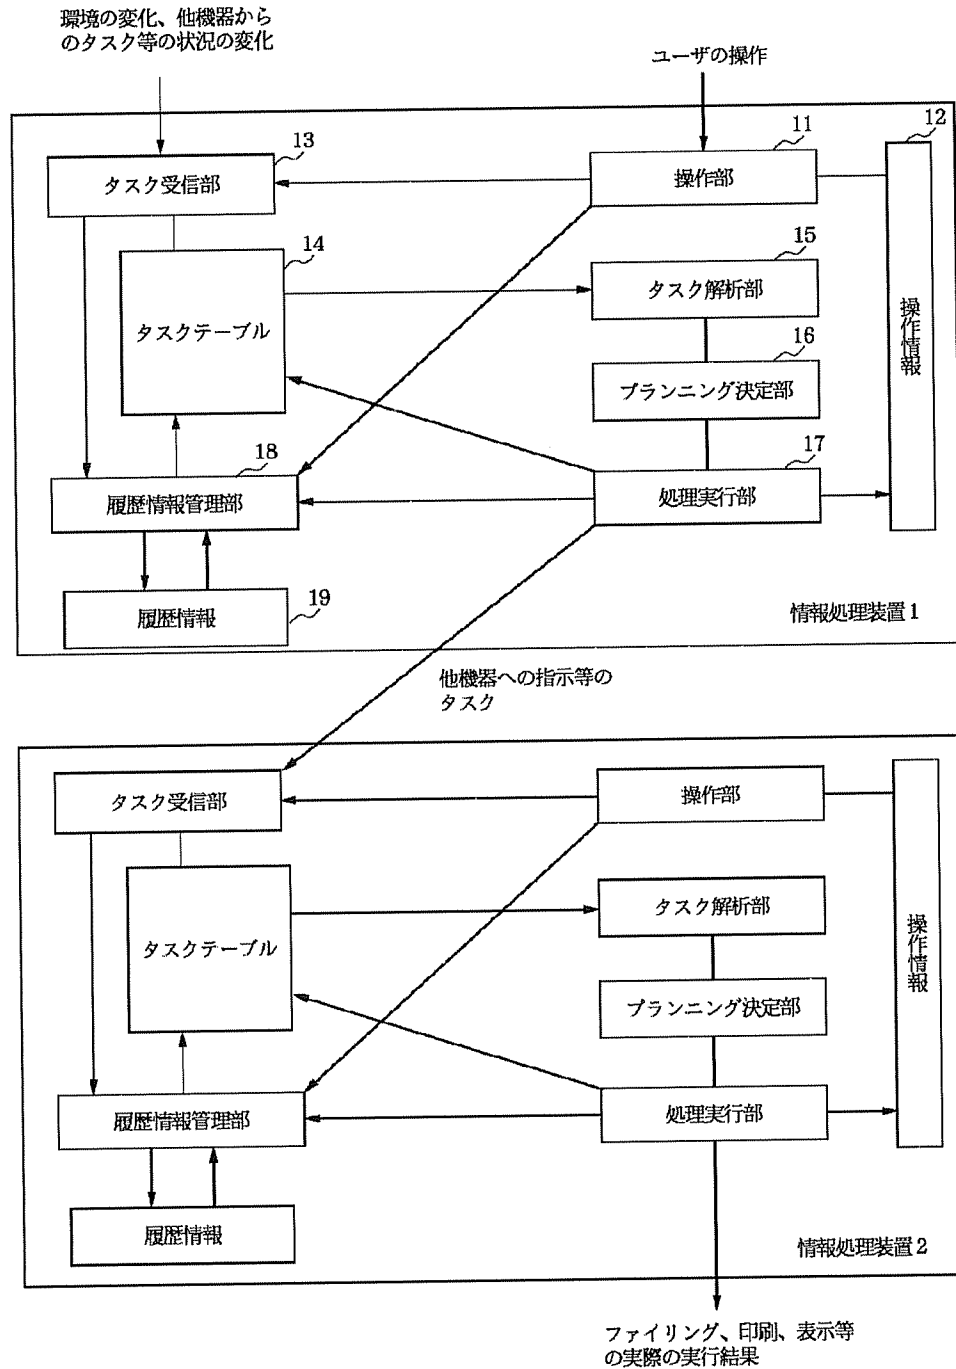 環境の変化、他機器から
のタスク等の状況の変化
ユーザの操作
13
タスク受信部
11
操作部
12
操作情報
14
タスクテーブル
15
タスク解析部
16
プランニング決定部
17
処理実行部
18
履歴情報管理部
19
履歴情報
情報処理装置1
他機器への指示等の
タスク
タスク受信部
操作部
操作情報
タスクテーブル
タスク解析部
プランニング決定部
処理実行部
履歴情報管理部
履歴情報
情報処理装置2
ファイリング、印刷、表示等
の実際の実行結果